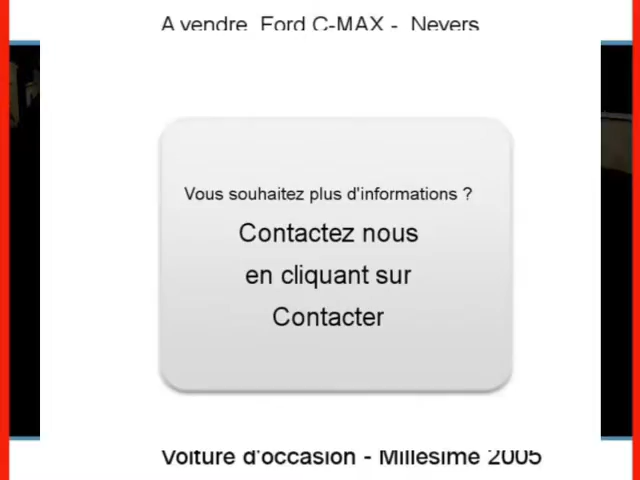 A vendre Ford C-MAX - Nevers
Vous souhaitez plus d'informations ?
Contactez nous
en cliquant sur
Contacter
Voiture d'occasion - Millesime 2005